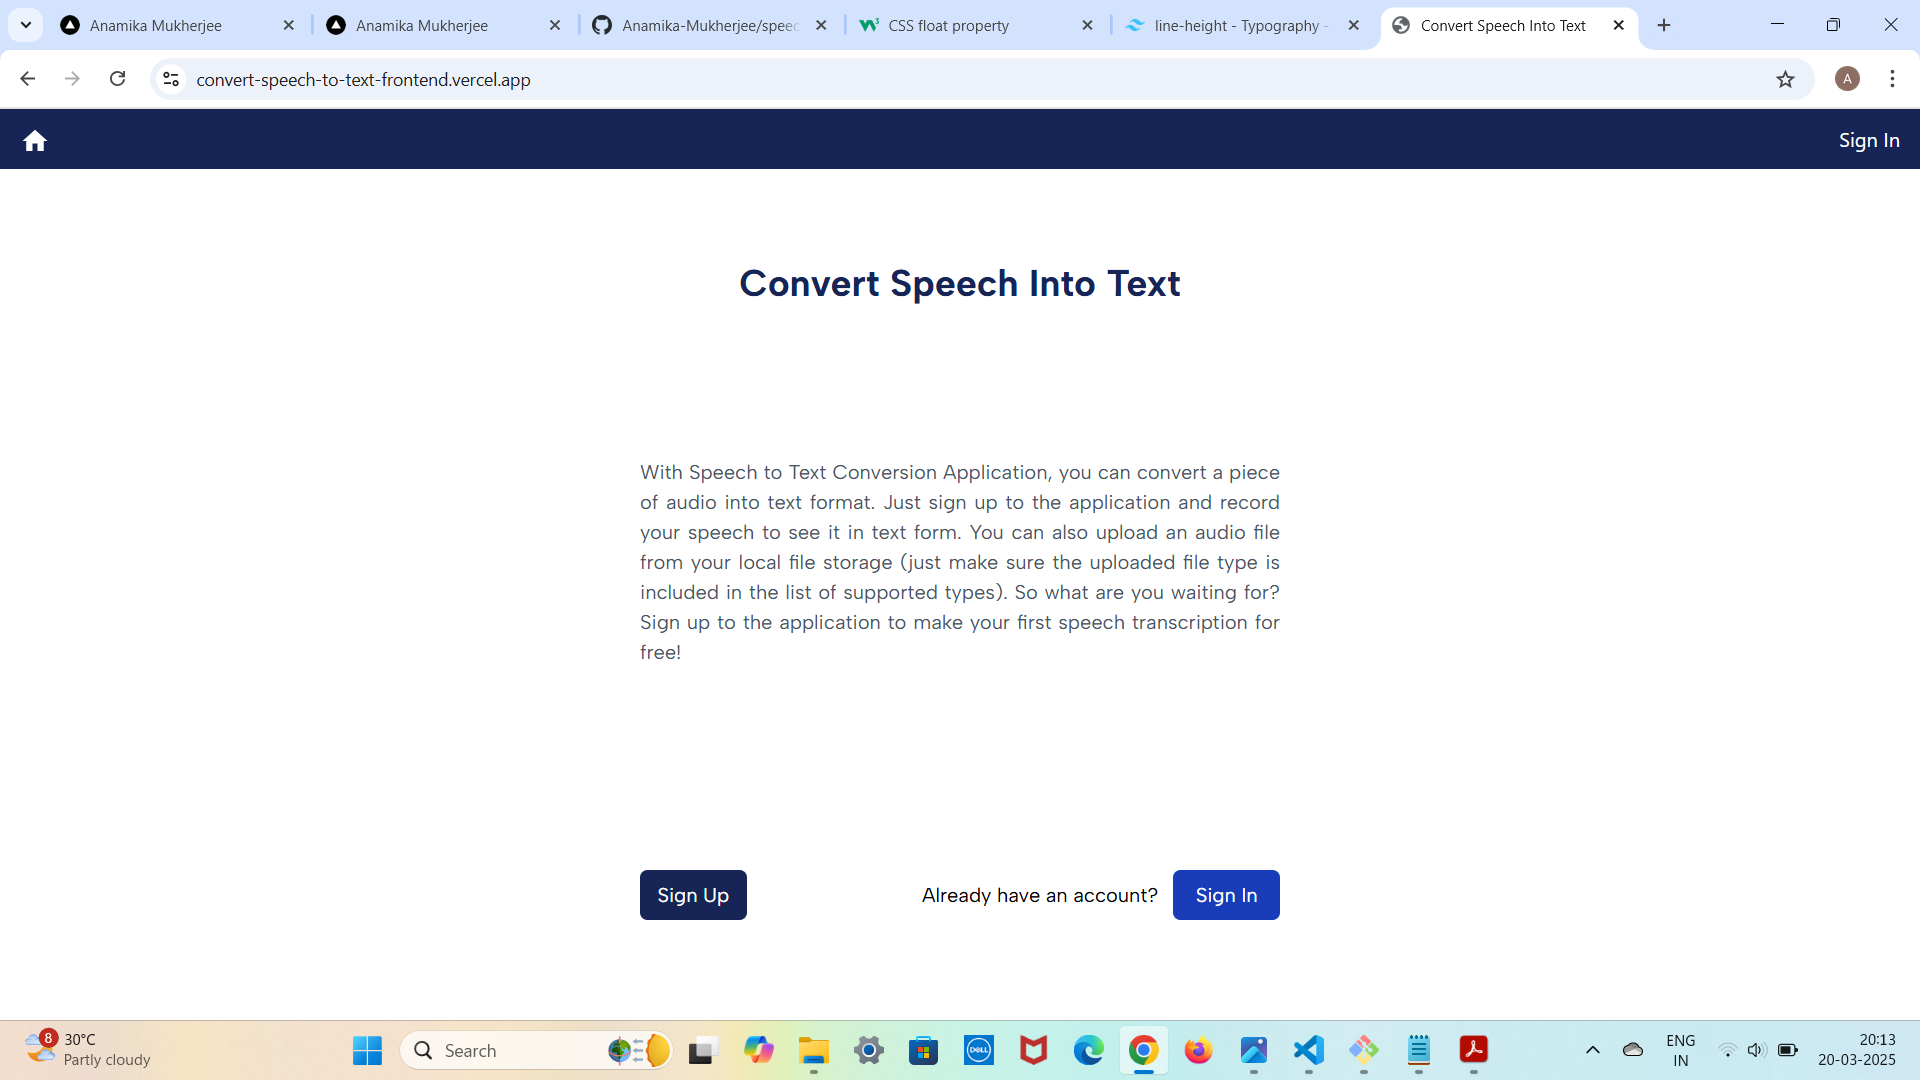 Anamika Mukherjee
Anamika Mukherjee
Anamika-Mukherjee/speec
CSS float property
line-height - Typography -
Convert Speech Into Text
convert-speech-to-text-frontend.vercel.app
A
Sign In
Convert Speech Into Text
With Speech to Text Conversion Application, you can convert a piece
of audio into text format. Just sign up to the application and record
your speech to see it in text form. You can also upload an audio file
from your local file storage (just make sure the uploaded file type is
included in the list of supported types). So what are you waiting for?
Sign up to the application to make your first speech transcription for
free!
Sign Up
Already have an account?
Sign In
8
30°C
Partly cloudy
Search
DELL
ENG
IN
20:13
20-03-2025